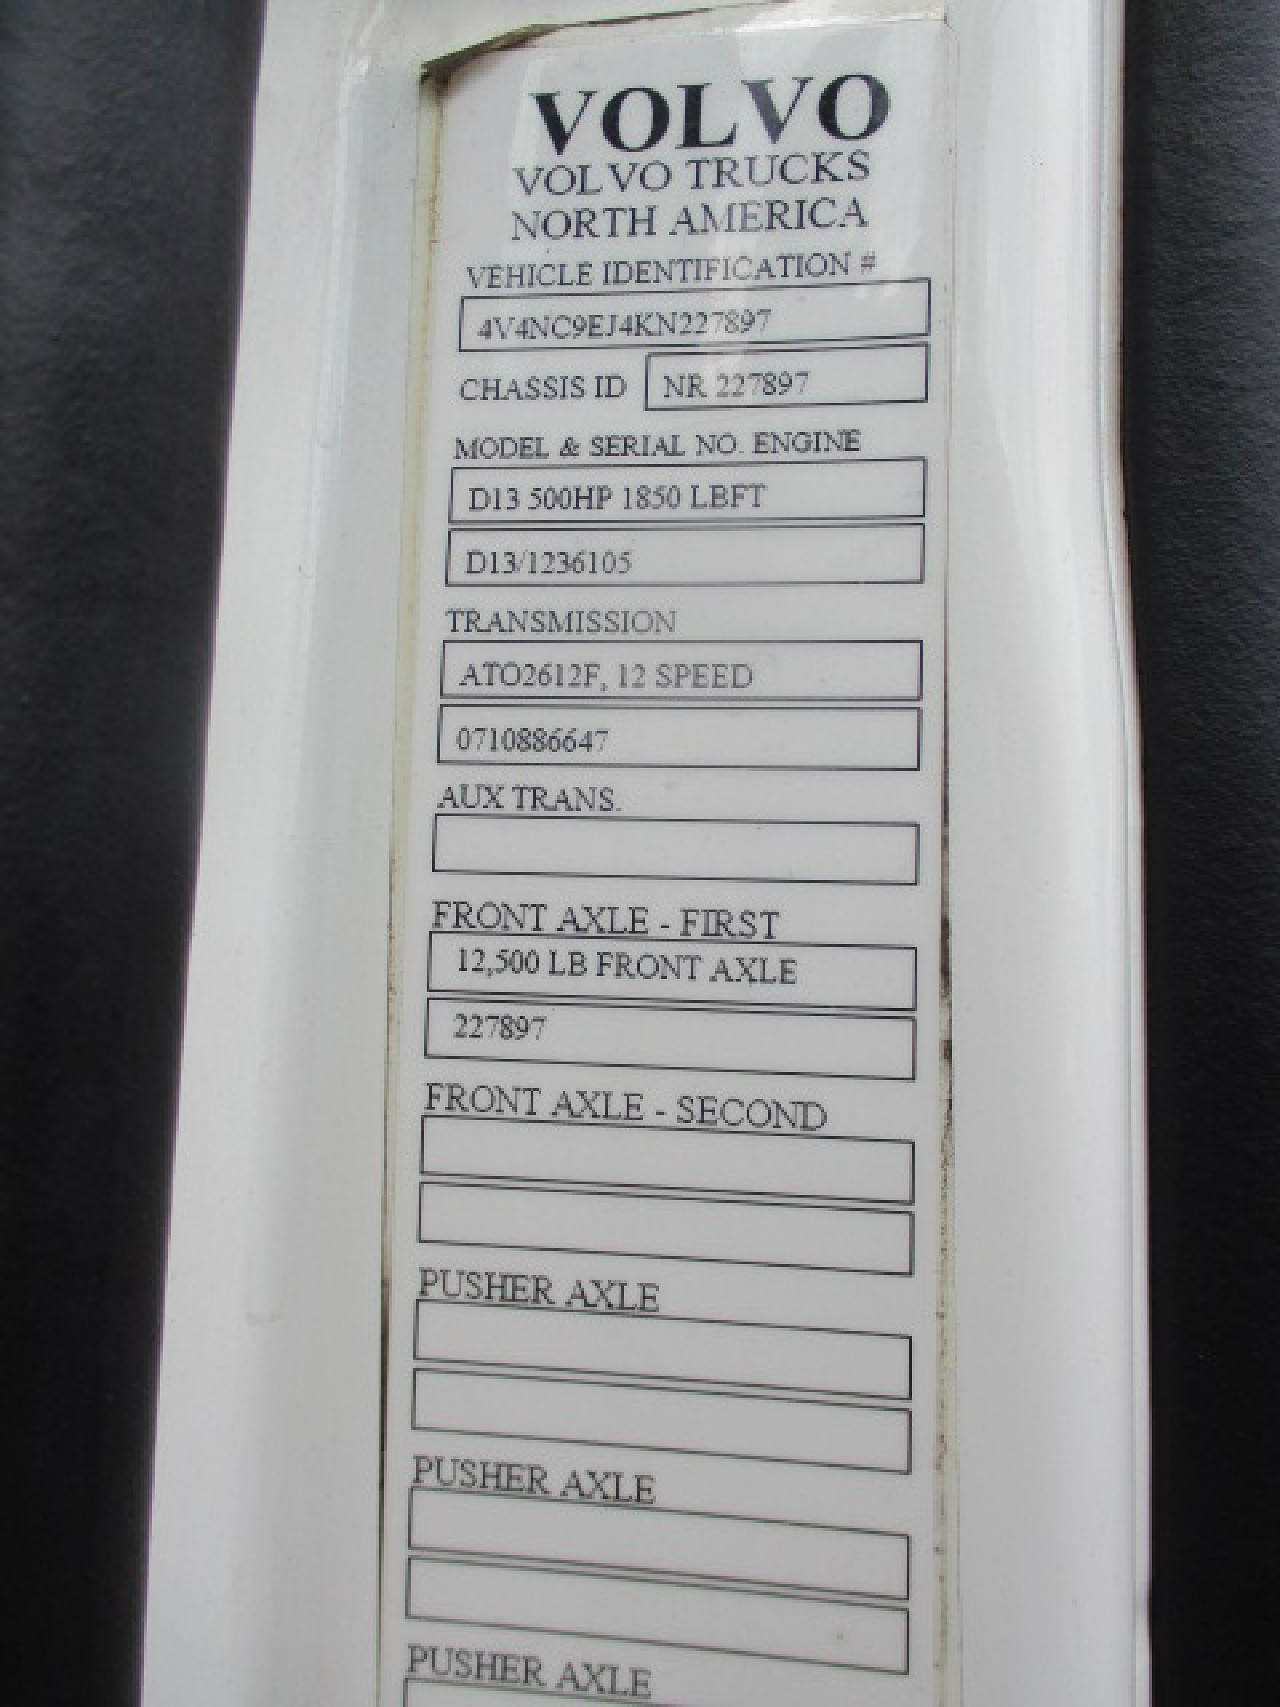 VOLVO
VOLVO TRUCKS
NORTH AMERICA
VEHICLE IDENTIFICATION #
4V4NC9EJ4KN227897
CHASSIS ID NR 227897
MODEL & SERIAL NO. ENGINE
D13 500HP 1850 LBFT
D13/1236105
TRANSMISSION
ATO2612F, 12 SPEED
0710886647
AUX TRANS.
FRONT AXLE - FIRST
12,500 LB FRONT AXLE
227897
FRONT AXLE - SECOND
PUSHER AXLE
PUSHER AXLE
PUSHER AXLE